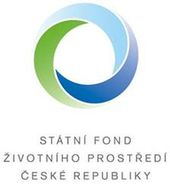 STÁTNÍ FOND
ŽIVOTNÍHO PROSTŘEDÍ
ČESKÉ REPUBLIKY